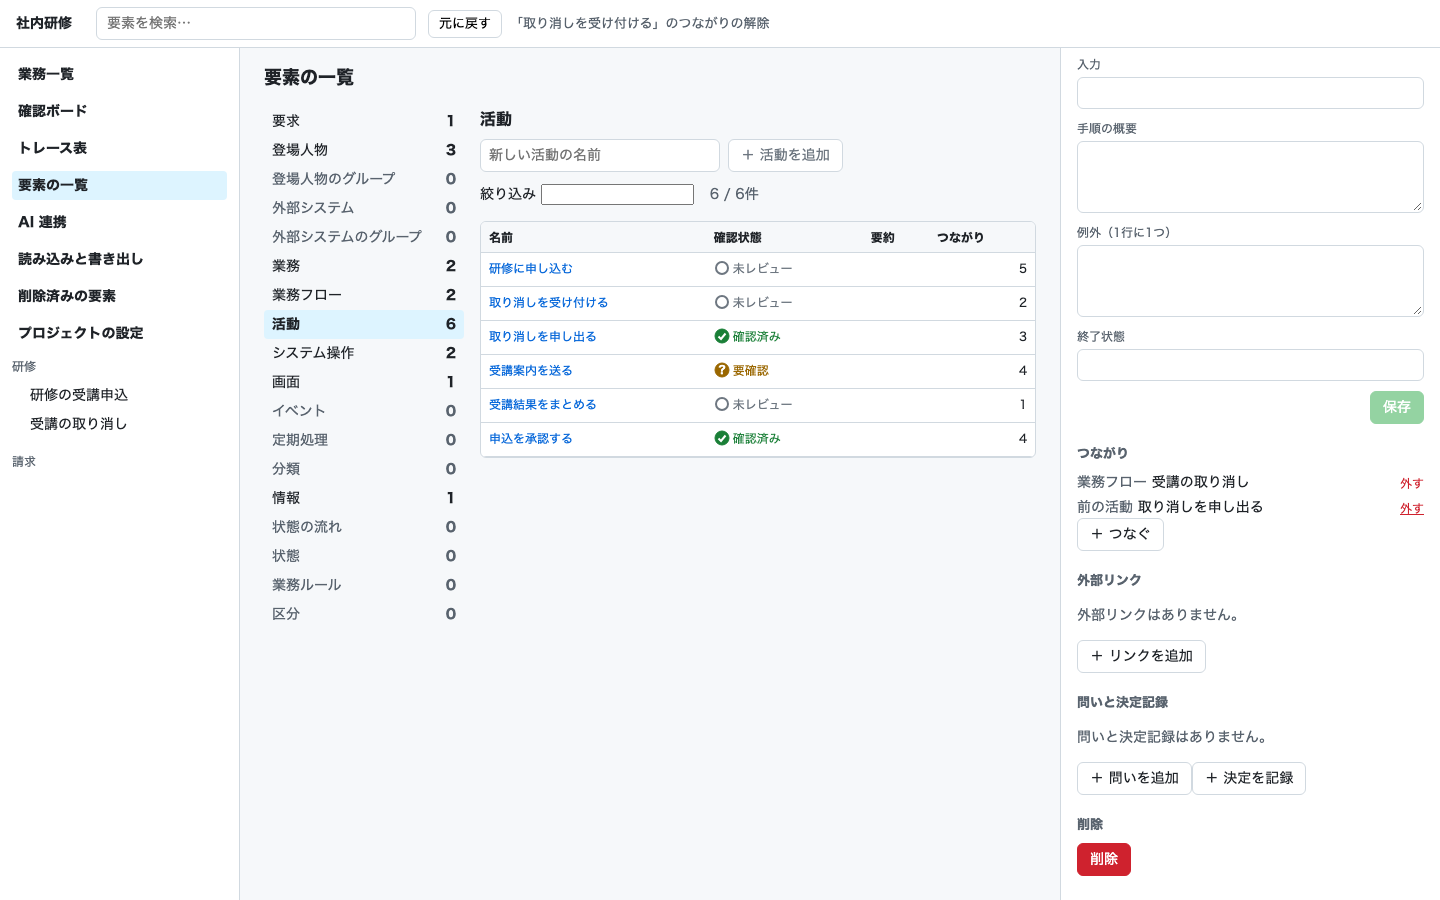 社内研修
要素を検索…
元に戻す
「取り消しを受け付ける」のつながりの解除
業務一覧
確認ボード
トレース表
要素の一覧
AI 連携
読み込みと書き出し
削除済みの要素
プロジェクトの設定
研修
研修の受講申込
受講の取り消し
請求
要素の一覧
要求 1
登場人物 3
登場人物のグループ 0
外部システム 0
外部システムのグループ 0
業務 2
業務フロー 2
活動 6
システム操作 2
画面 1
イベント 0
定期処理 0
分類 0
情報 1
状態の流れ 0
状態 0
業務ルール 0
区分 0
活動
新しい活動の名前
＋ 活動を追加
絞り込み 6 / 6件
名前 確認状態 要約 つながり
研修に申し込む 未レビュー 5
取り消しを受け付ける 未レビュー 2
取り消しを申し出る 確認済み 3
受講案内を送る ? 要確認 4
受講結果をまとめる 未レビュー 1
申込を承認する 確認済み 4
入力
手順の概要
例外（1行に1つ）
終了状態
保存
つながり
業務フロー 受講の取り消し 外す
前の活動 取り消しを申し出る 外す
＋ つなぐ
外部リンク
外部リンクはありません。
＋ リンクを追加
問いと決定記録
問いと決定記録はありません。
＋ 問いを追加 ＋ 決定を記録
削除
削除